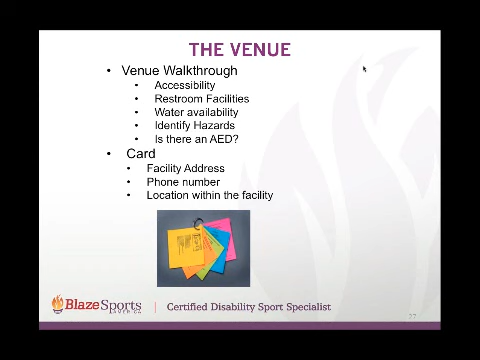 THE VENUE
• Venue Walkthrough
• Accessibility
• Restroom Facilities
• Water availability
• Identify Hazards
• Is there an AED?
• Card
• Facility Address
• Phone number
• Location within the facility
BlazeSports
AMERICA
Certified Disability Sport Specialist
27